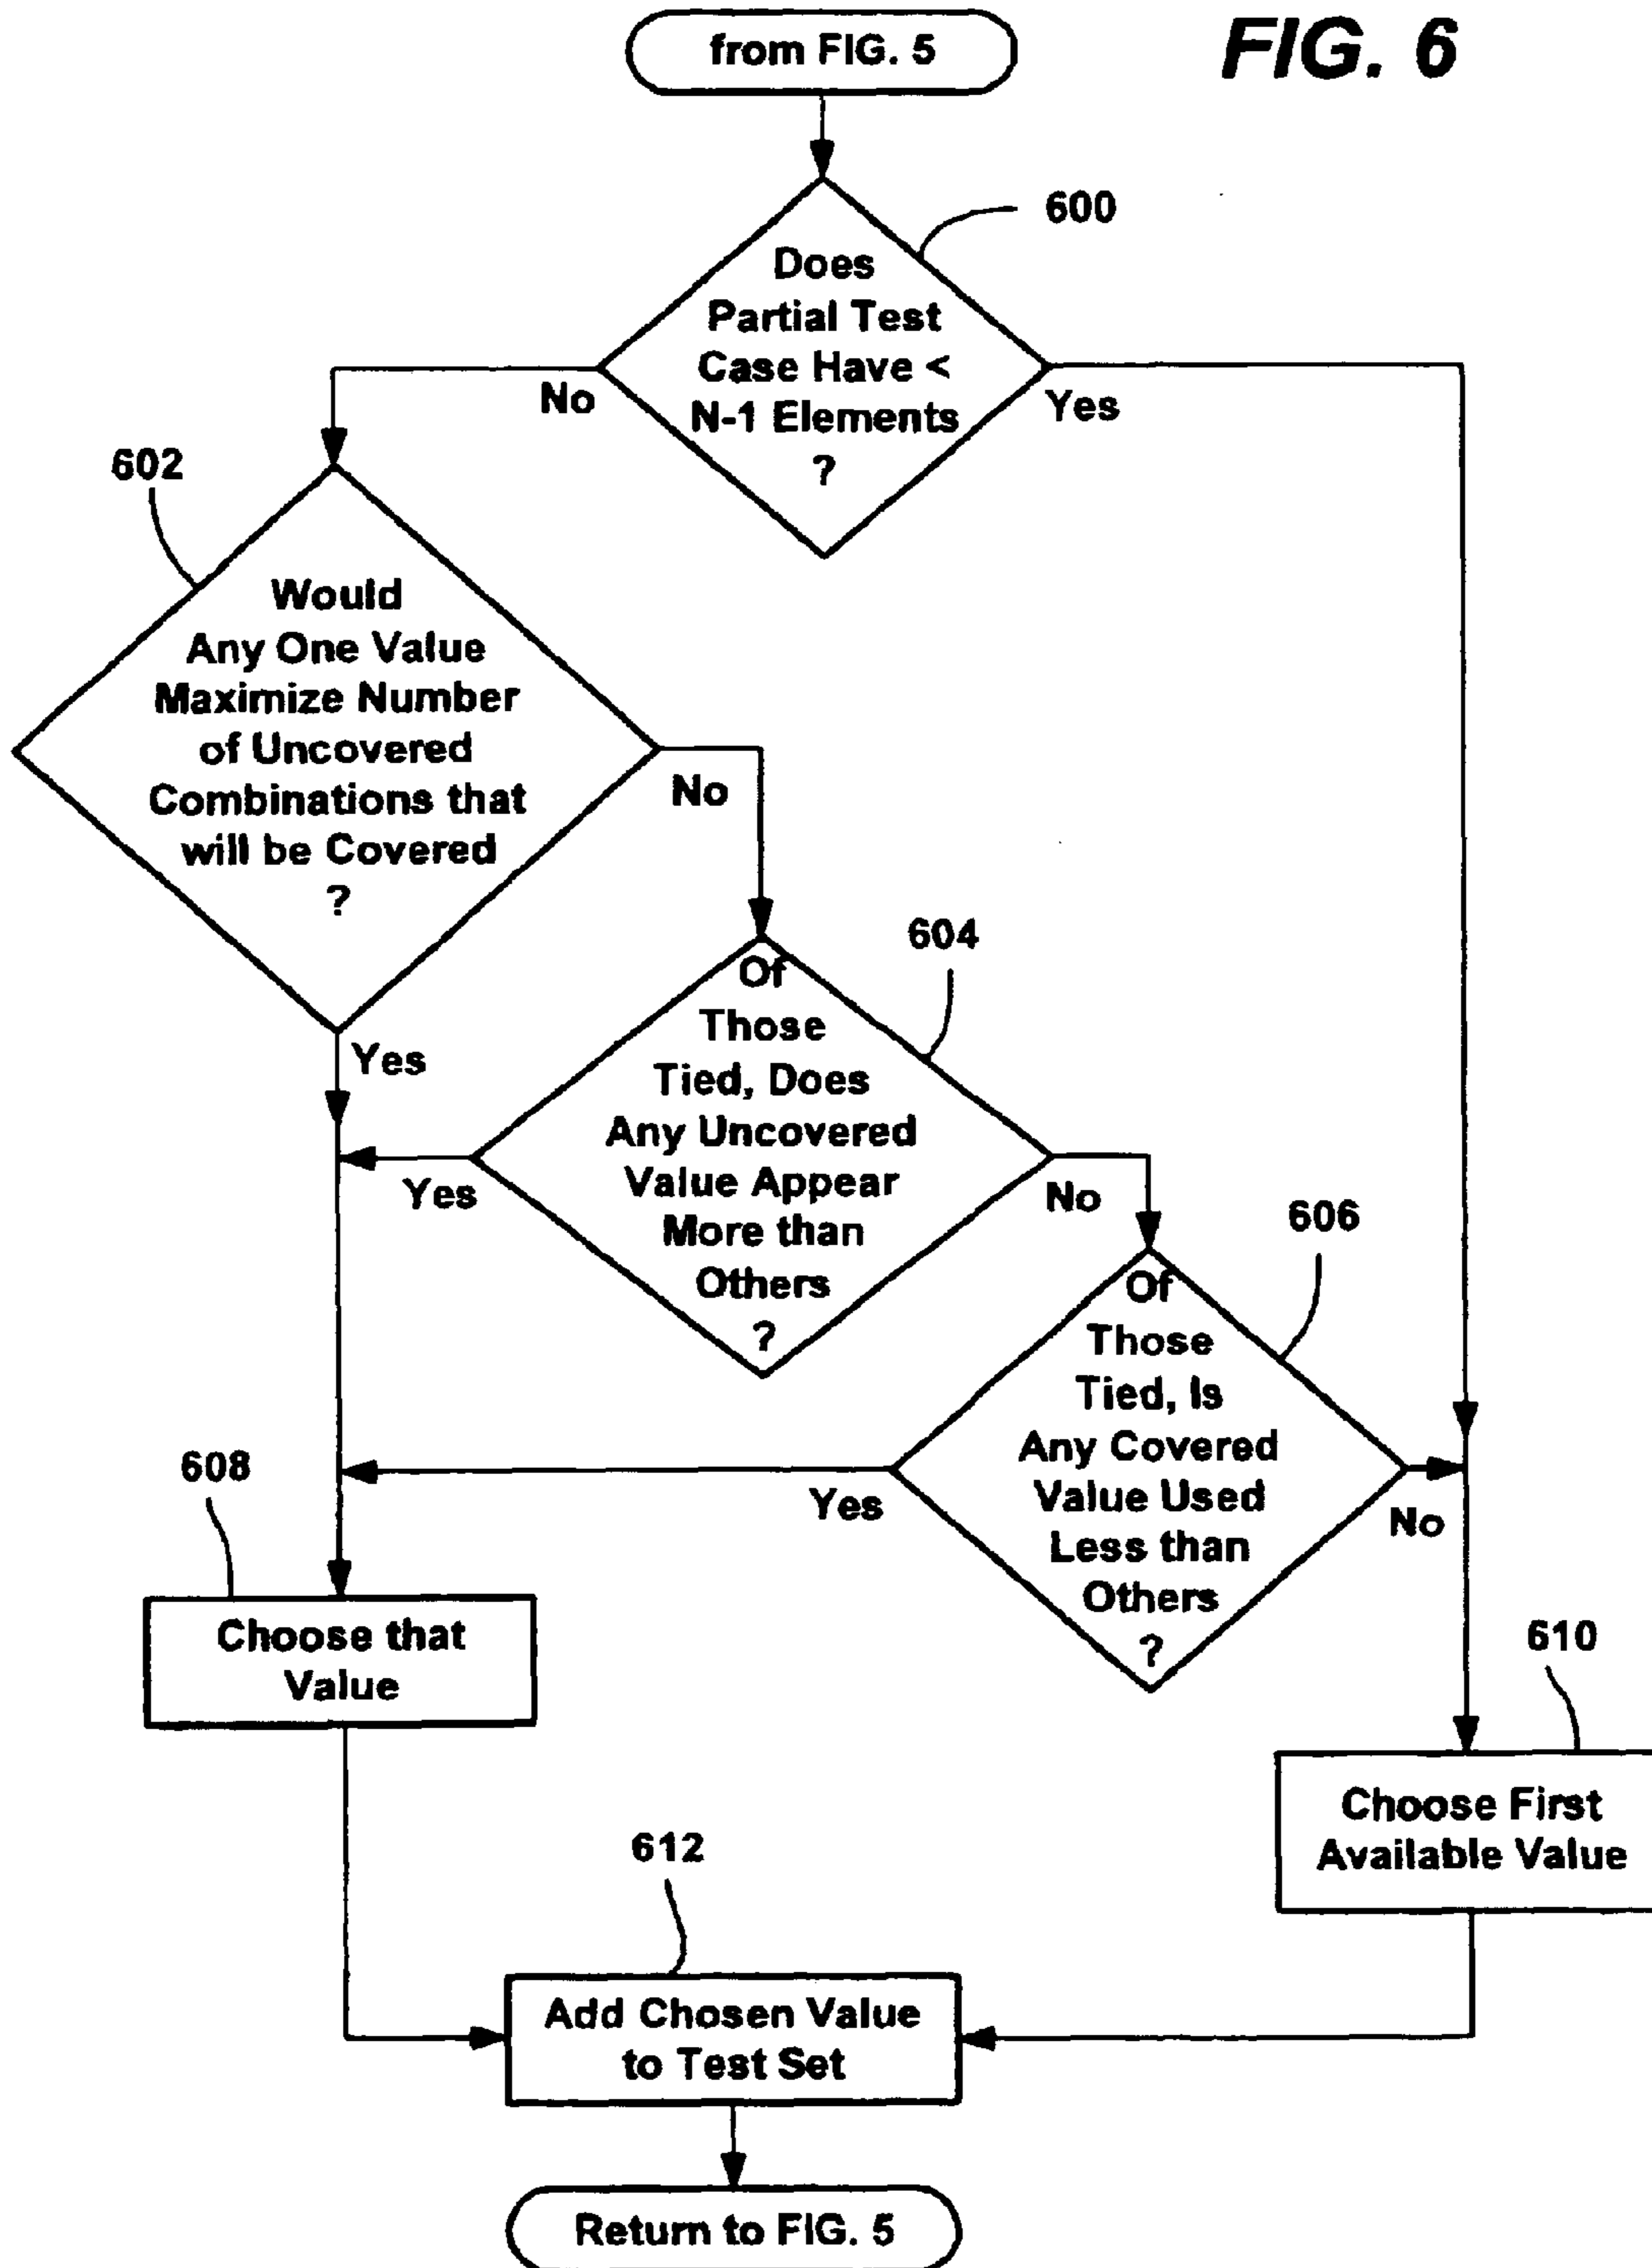 from FIG. 5
FIG. 6
600
Does
Partial Test
Case Have <
N-1 Elements
?
No
Yes
602
Would
Any One Value
Maximize Number
of Uncovered
Combinations that
will be Covered
?
No
Yes
604
Of
Those
Tied, Does
Any Uncovered
Value Appear
More than
Others
?
Yes
No
606
Of
Those
Tied, Is
Any Covered
Value Used
Less than
Others
?
Yes
No
608
Choose that
Value
610
Choose First
Available Value
612
Add Chosen Value
to Test Set
Return to FIG. 5